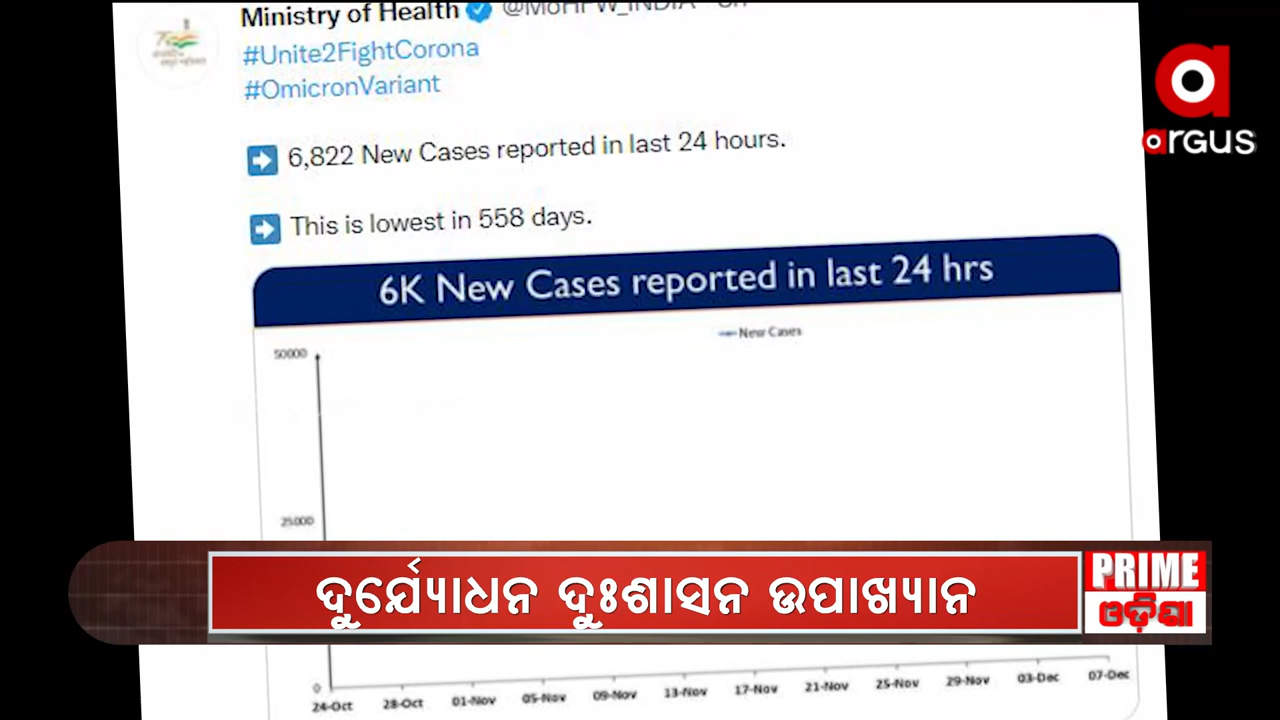 Ministry of Health @MoHFW_INDIA
#Unite2FightCorona
#OmicronVariant
6,822 New Cases reported in last 24 hours.
This is lowest in 558 days.
6K New Cases reported in last 24 hrs
New Cases
50000
25000
0
24-Oct 28-Oct 01-Nov 05-Nov 09-Nov 13-Nov 17-Nov 21-Nov 25-Nov 29-Nov 03-Dec 07-Dec
argus
ଦୁର୍ଯ୍ୟୋଧନ ଦୁଃଶାସନ ଉପାଖ୍ୟାନ
PRIME
ଓଡ଼ିଶା